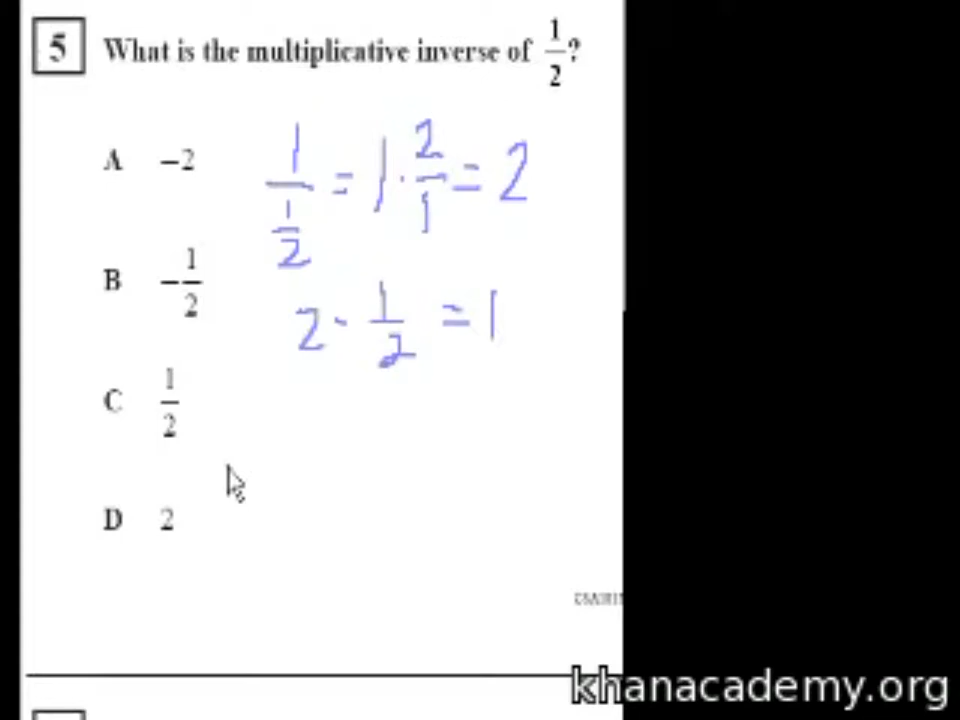 5 What is the multiplicative inverse of 1/2?
A −2
1/(1/2) = 1 · 2/1 = 2
B −1/2
2 · 1/2 = 1
C 1/2
D 2
khanacademy.org